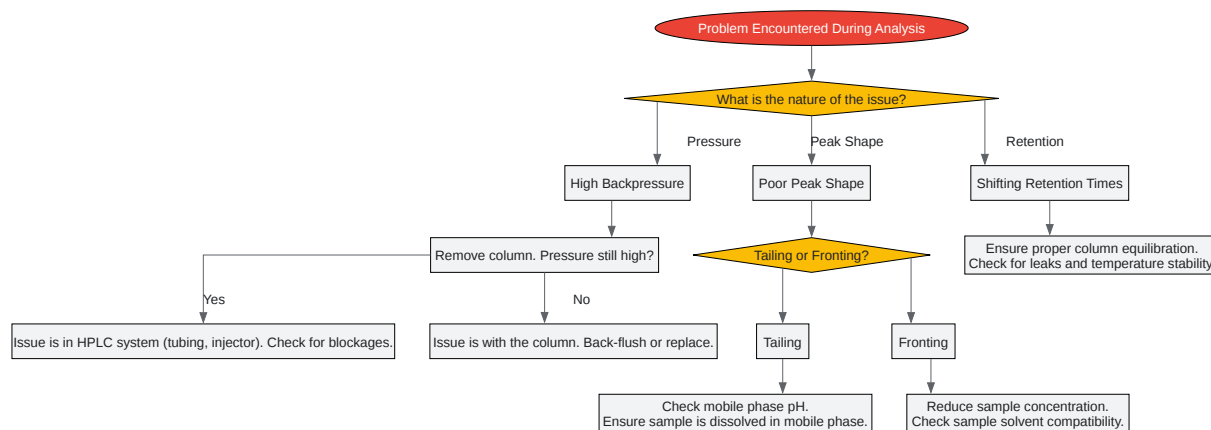 Problem Encountered During Analysis
What is the nature of the issue?
Pressure
Peak Shape
Retention
High Backpressure
Poor Peak Shape
Shifting Retention Times
Remove column. Pressure still high?
Tailing or Fronting?
Ensure proper column equilibration.
Check for leaks and temperature stability
Yes
No
Issue is in HPLC system (tubing, injector). Check for blockages.
Issue is with the column. Back-flush or replace.
Tailing
Fronting
Check mobile phase pH.
Ensure sample is dissolved in mobile phase.
Reduce sample concentration.
Check sample solvent compatibility.